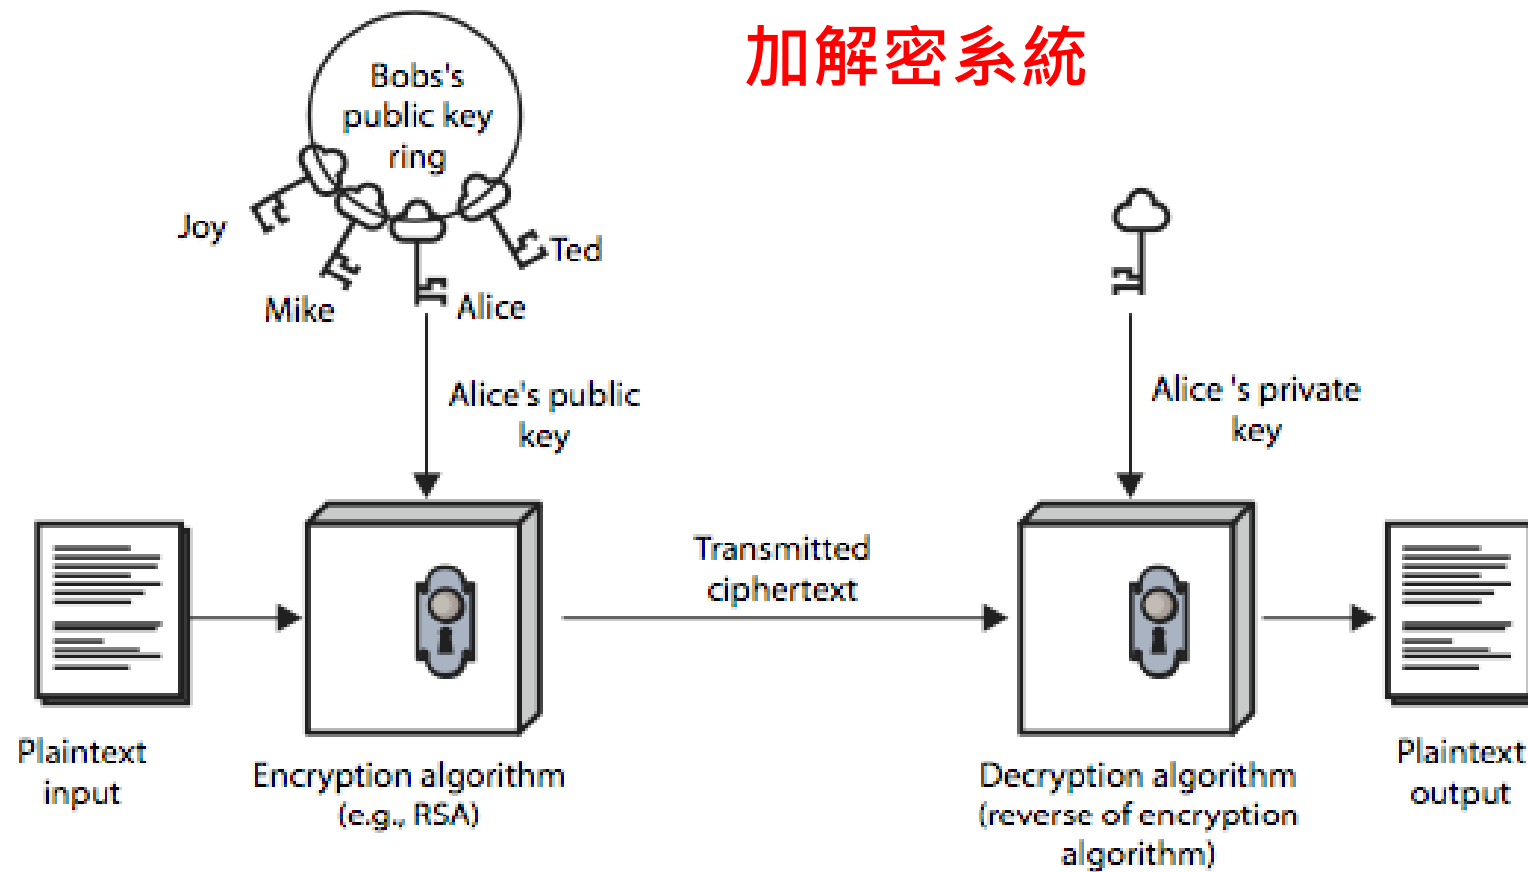 加解密系統
Bobs's
public key
ring
Joy
Ted
Mike
Alice
Alice's public
key
Alice 's private
key
Transmitted
ciphertext
Plaintext
input
Encryption algorithm
(e.g., RSA)
Decryption algorithm
(reverse of encryption
algorithm)
Plaintext
output